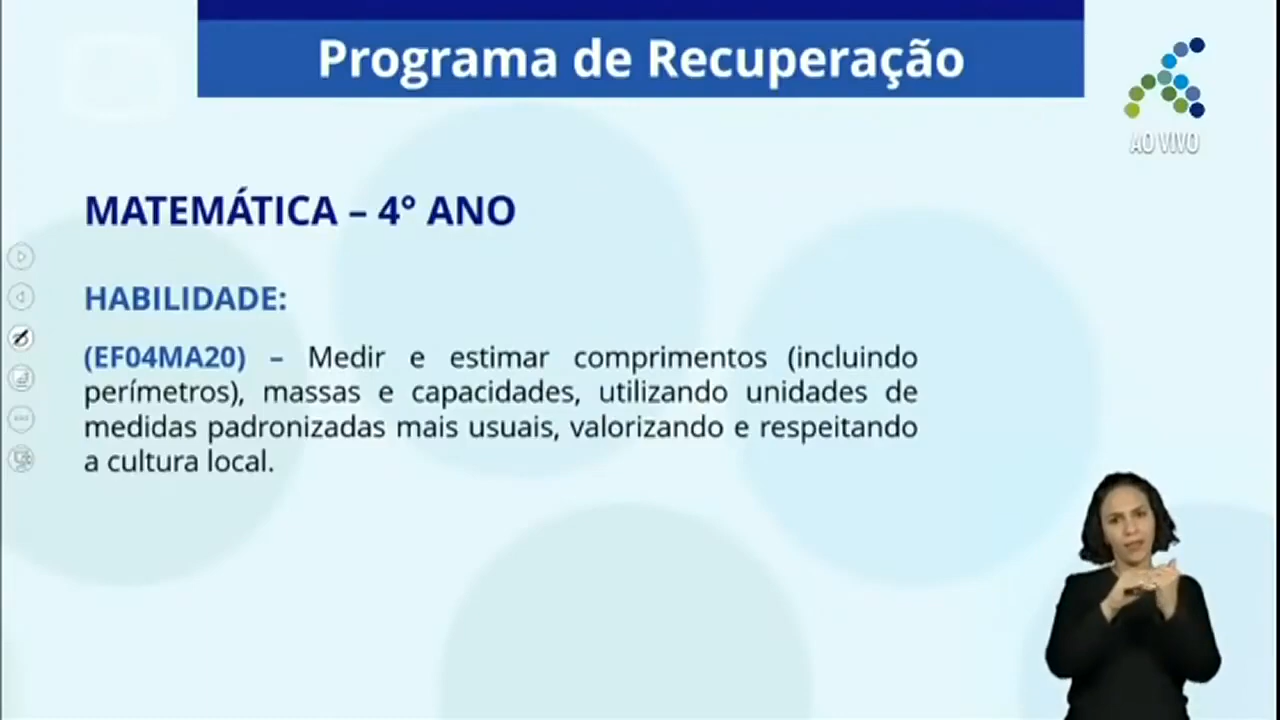 Programa de Recuperação
AO VIVO
MATEMÁTICA – 4° ANO
HABILIDADE:
(EF04MA20) – Medir e estimar comprimentos (incluindo
perímetros), massas e capacidades, utilizando unidades de
medidas padronizadas mais usuais, valorizando e respeitando
a cultura local.